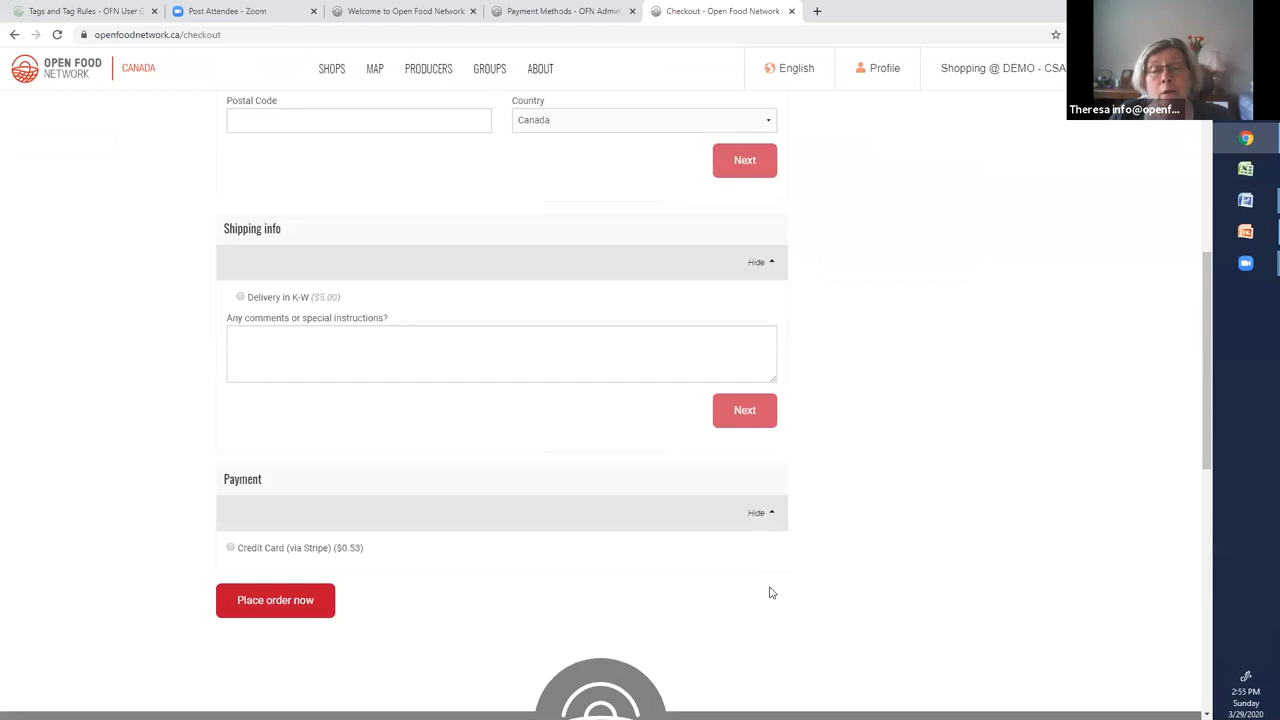 Tags and Tag Rules - OFN User G
Post Attendee - Zoom
Welcome to Open Food Network
Payment Methods - OFN Admin
Checkout - Open Food Network
openfoodnetwork.ca/checkout
OPEN FOOD NETWORK
CANADA
SHOPS
MAP
PRODUCERS
GROUPS
ABOUT
English
Profile
Shopping @ DEMO - CSA
Theresa info@openf...
Postal Code
Country
Canada
Next
Shipping info
Hide
Delivery in K-W ($5.00)
Any comments or special instructions?
Next
Payment
Hide
Credit Card (via Stripe) ($0.53)
Place order now
2:55 PM
Sunday
3/29/2020